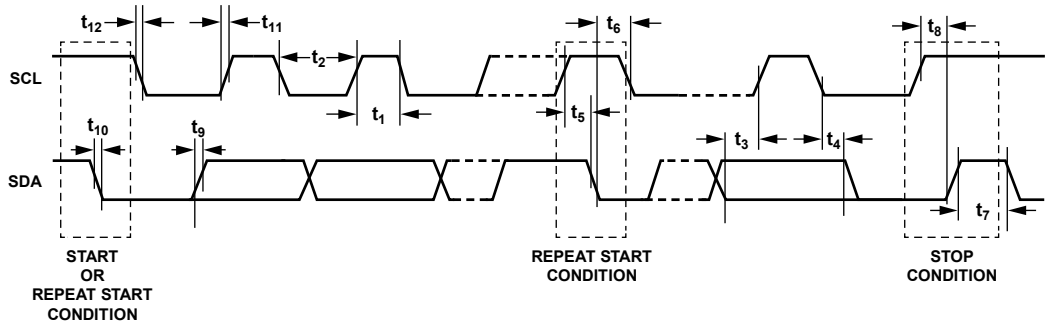 t12
t11
t2
t6
t8
SCL
t1
t5
t10
t9
t3
t4
SDA
t7
START
OR
REPEAT START
CONDITION
REPEAT START
CONDITION
STOP
CONDITION